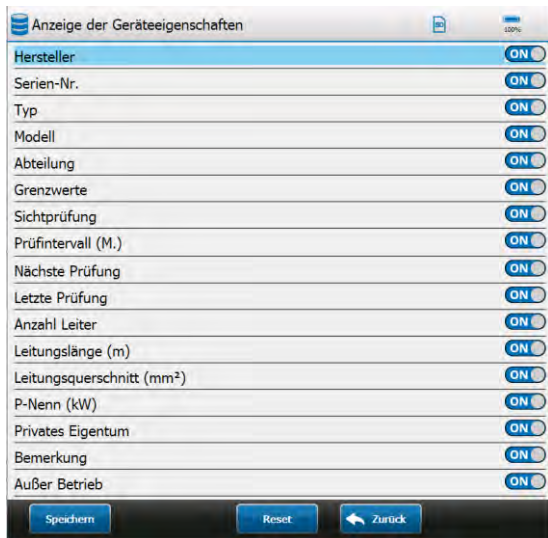 Anzeige der Geräteeigenschaften 100%
Hersteller ON
Serien-Nr. ON
Typ ON
Modell ON
Abteilung ON
Grenzwerte ON
Sichtprüfung ON
Prüfintervall (M.) ON
Nächste Prüfung ON
Letzte Prüfung ON
Anzahl Leiter ON
Leitungslänge (m) ON
Leitungsquerschnitt (mm²) ON
P-Nenn (kW) ON
Privates Eigentum ON
Bemerkung ON
Außer Betrieb ON
Speichern Reset Zurück